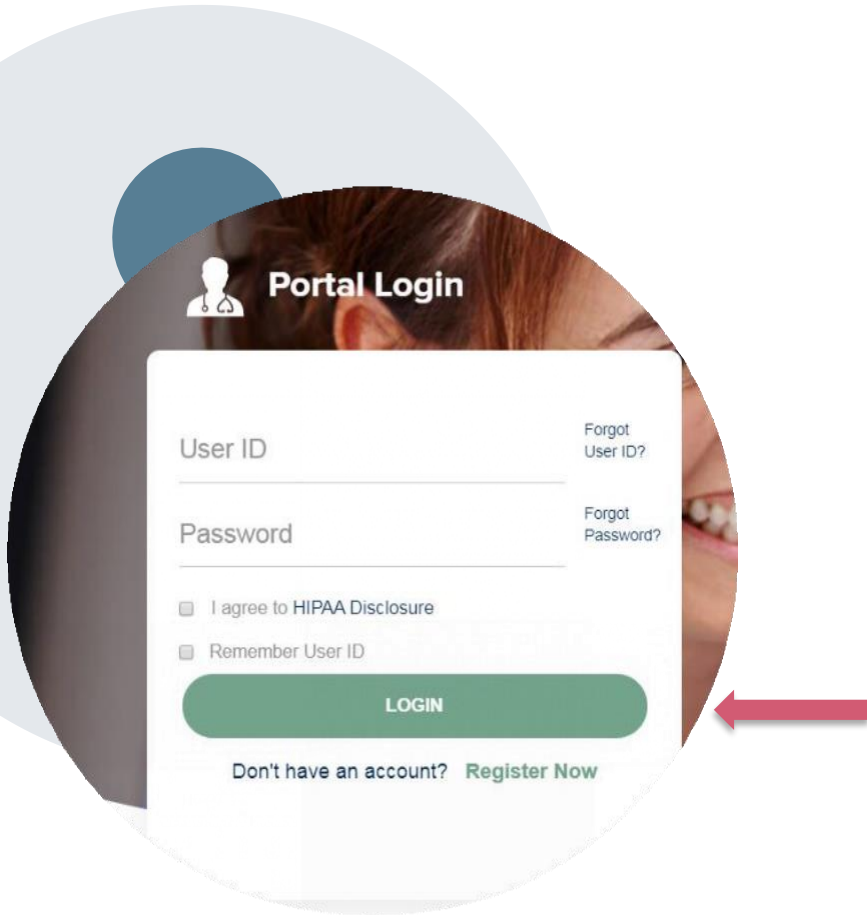 Portal Login
User ID
Forgot
User ID?
Password
Forgot
Password?
I agree to HIPAA Disclosure
Remember User ID
LOGIN
Don't have an account? Register Now